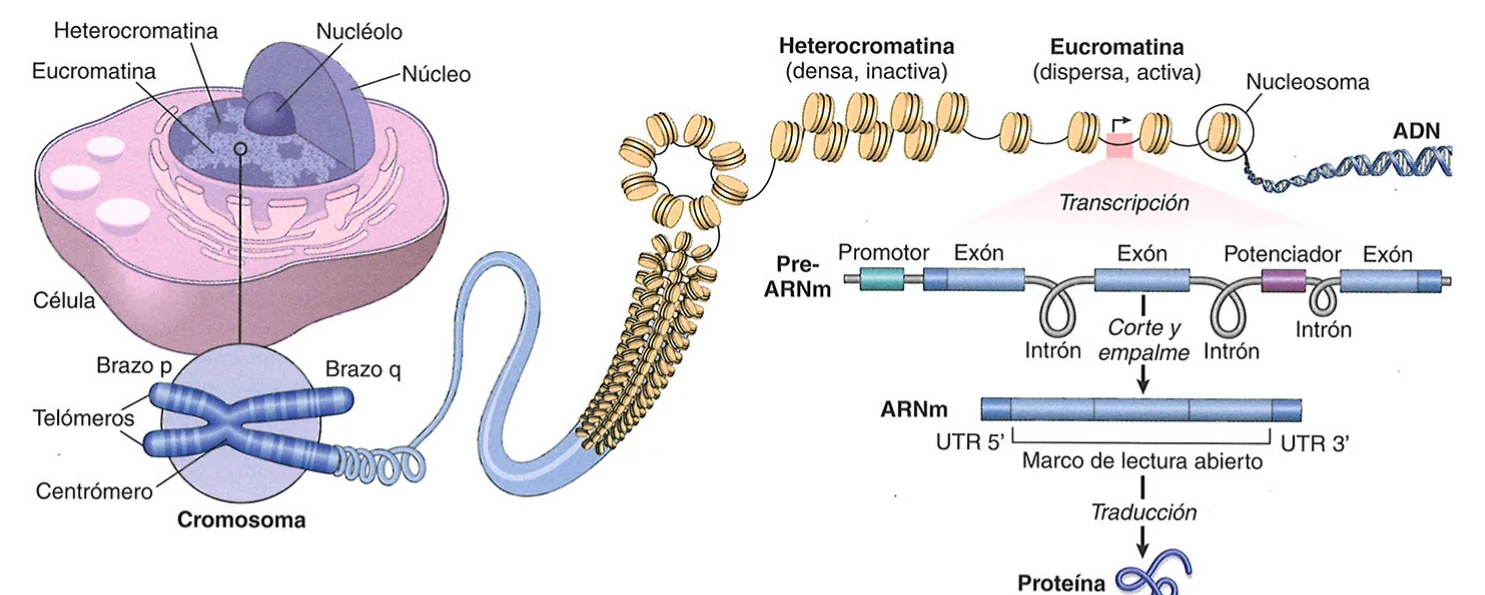 Heterocromatina
Nucléolo
Eucromatina
Núcleo
Célula
Brazo p
Brazo q
Telómeros
Centrómero
Cromosoma
Heterocromatina
(densa, inactiva)
Eucromatina
(dispersa, activa)
Nucleosoma
ADN
Transcripción
Promotor
Exón
Exón
Potenciador
Exón
Pre-
ARNm
Intrón
Corte y
empalme
Intrón
Intrón
ARNm
UTR 5’
UTR 3’
Marco de lectura abierto
Traducción
Proteína